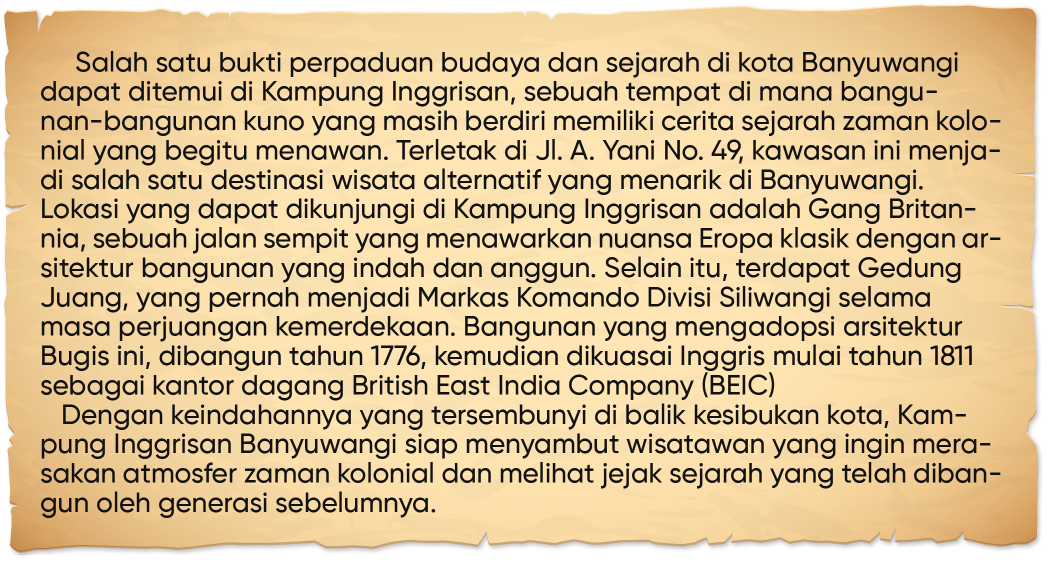 Salah satu bukti perpaduan budaya dan sejarah di kota Banyuwangi
dapat ditemui di Kampung Inggrisan, sebuah tempat di mana bangu-
nan-bangunan kuno yang masih berdiri memiliki cerita sejarah zaman kolo-
nial yang begitu menawan. Terletak di Jl. A. Yani No. 49, kawasan ini menja-
di salah satu destinasi wisata alternatif yang menarik di Banyuwangi.
Lokasi yang dapat dikunjungi di Kampung Inggrisan adalah Gang Britan-
nia, sebuah jalan sempit yang menawarkan nuansa Eropa klasik dengan ar-
sitektur bangunan yang indah dan anggun. Selain itu, terdapat Gedung
Juang, yang pernah menjadi Markas Komando Divisi Siliwangi selama
masa perjuangan kemerdekaan. Bangunan yang mengadopsi arsitektur
Bugis ini, dibangun tahun 1776, kemudian dikuasai Inggris mulai tahun 1811
sebagai kantor dagang British East India Company (BEIC)
Dengan keindahannya yang tersembunyi di balik kesibukan kota, Kam-
pung Inggrisan Banyuwangi siap menyambut wisatawan yang ingin mera-
sakan atmosfer zaman kolonial dan melihat jejak sejarah yang telah diban-
gun oleh generasi sebelumnya.